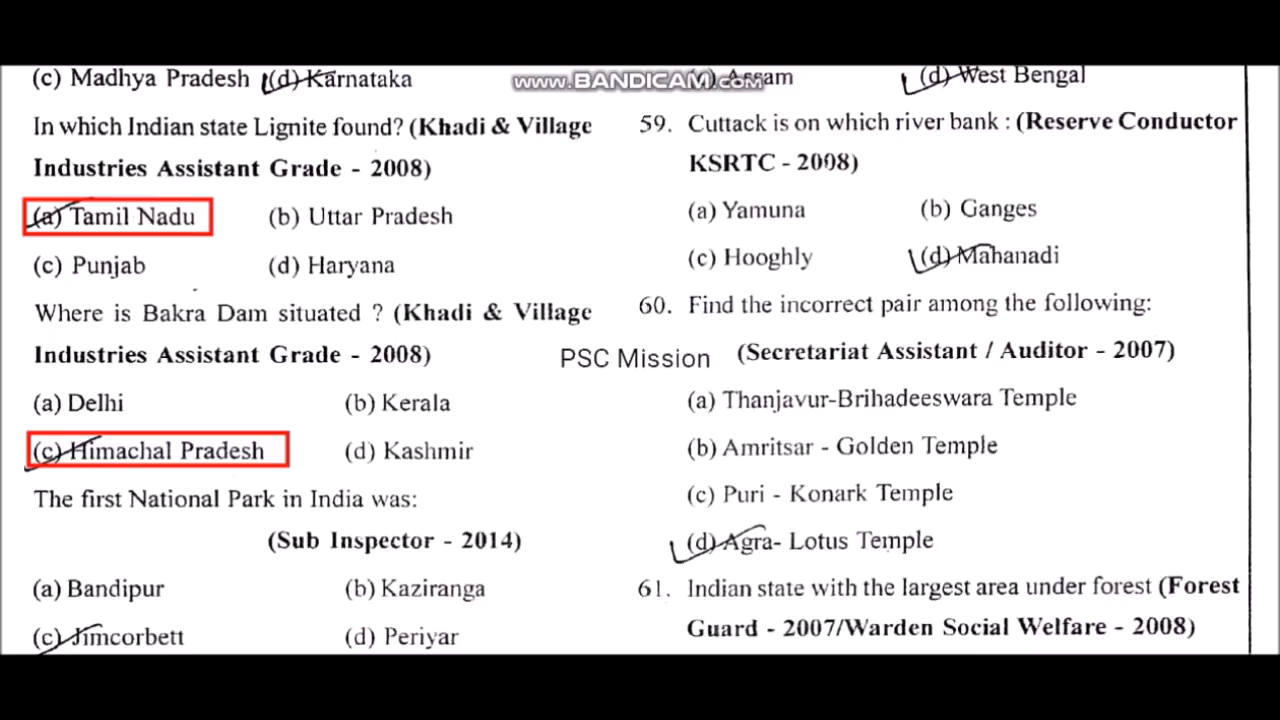 (c) Madhya Pradesh (d) Karnataka
In which Indian state Lignite found? (Khadi & Village
Industries Assistant Grade - 2008)
(a) Tamil Nadu (b) Uttar Pradesh
(c) Punjab (d) Haryana
Where is Bakra Dam situated ? (Khadi & Village
Industries Assistant Grade - 2008)
(a) Delhi (b) Kerala
(c) Himachal Pradesh (d) Kashmir
The first National Park in India was:
(Sub Inspector - 2014)
(a) Bandipur (b) Kaziranga
(c) Jimcorbett (d) Periyar
www.BANDICAM.com
Assam (d) West Bengal
59. Cuttack is on which river bank : (Reserve Conductor
KSRTC - 2008)
(a) Yamuna (b) Ganges
(c) Hooghly (d) Mahanadi
60. Find the incorrect pair among the following:
PSC Mission (Secretariat Assistant / Auditor - 2007)
(a) Thanjavur-Brihadeeswara Temple
(b) Amritsar - Golden Temple
(c) Puri - Konark Temple
(d) Agra- Lotus Temple
61. Indian state with the largest area under forest (Forest
Guard - 2007/Warden Social Welfare - 2008)